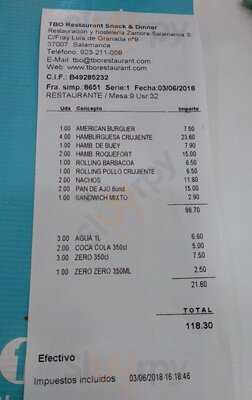 TBO Restaurant Snack & Dinner
Restauración y hostelería Zamora-Salamanca S.
C/Fray Luis de Granada nº9
37007, Salamanca
Teléfono: 923-211-009
E-Mail: tbo@tborestaurant.com
Web: www.tborestaurant.com
C.I.F.: B49285232
Fra. simp.:8651 Serie:1 Fecha:03/06/2018
RESTAURANTE / Mesa:9 Usr:32
Uds Concepto Importe
1.00 AMERICAN BURGUER 7.50
4.00 HAMBURGUESA CRUJIENTE 23.60
1.00 HAMB. DE BUEY 7.90
2.00 HAMB. ROQUEFORT 15.00
1.00 ROLLING BARBACOA 6.50
1.00 ROLLING POLLO CRUJIENTE 6.50
2.00 NACHOS 11.80
2.00 PAN DE AJO 6und 15.00
1.00 SANDWICH MIXTO 2.90
96.70
3.00 AGUA 1L 6.60
2.00 COCA COLA 350cl 5.00
3.00 ZERO 350cl 7.50
1.00 ZERO ZERO 350ML 2.50
21.60
TOTAL
118.30
Efectivo
Impuestos incluidos 03/06/2018 16:18:46